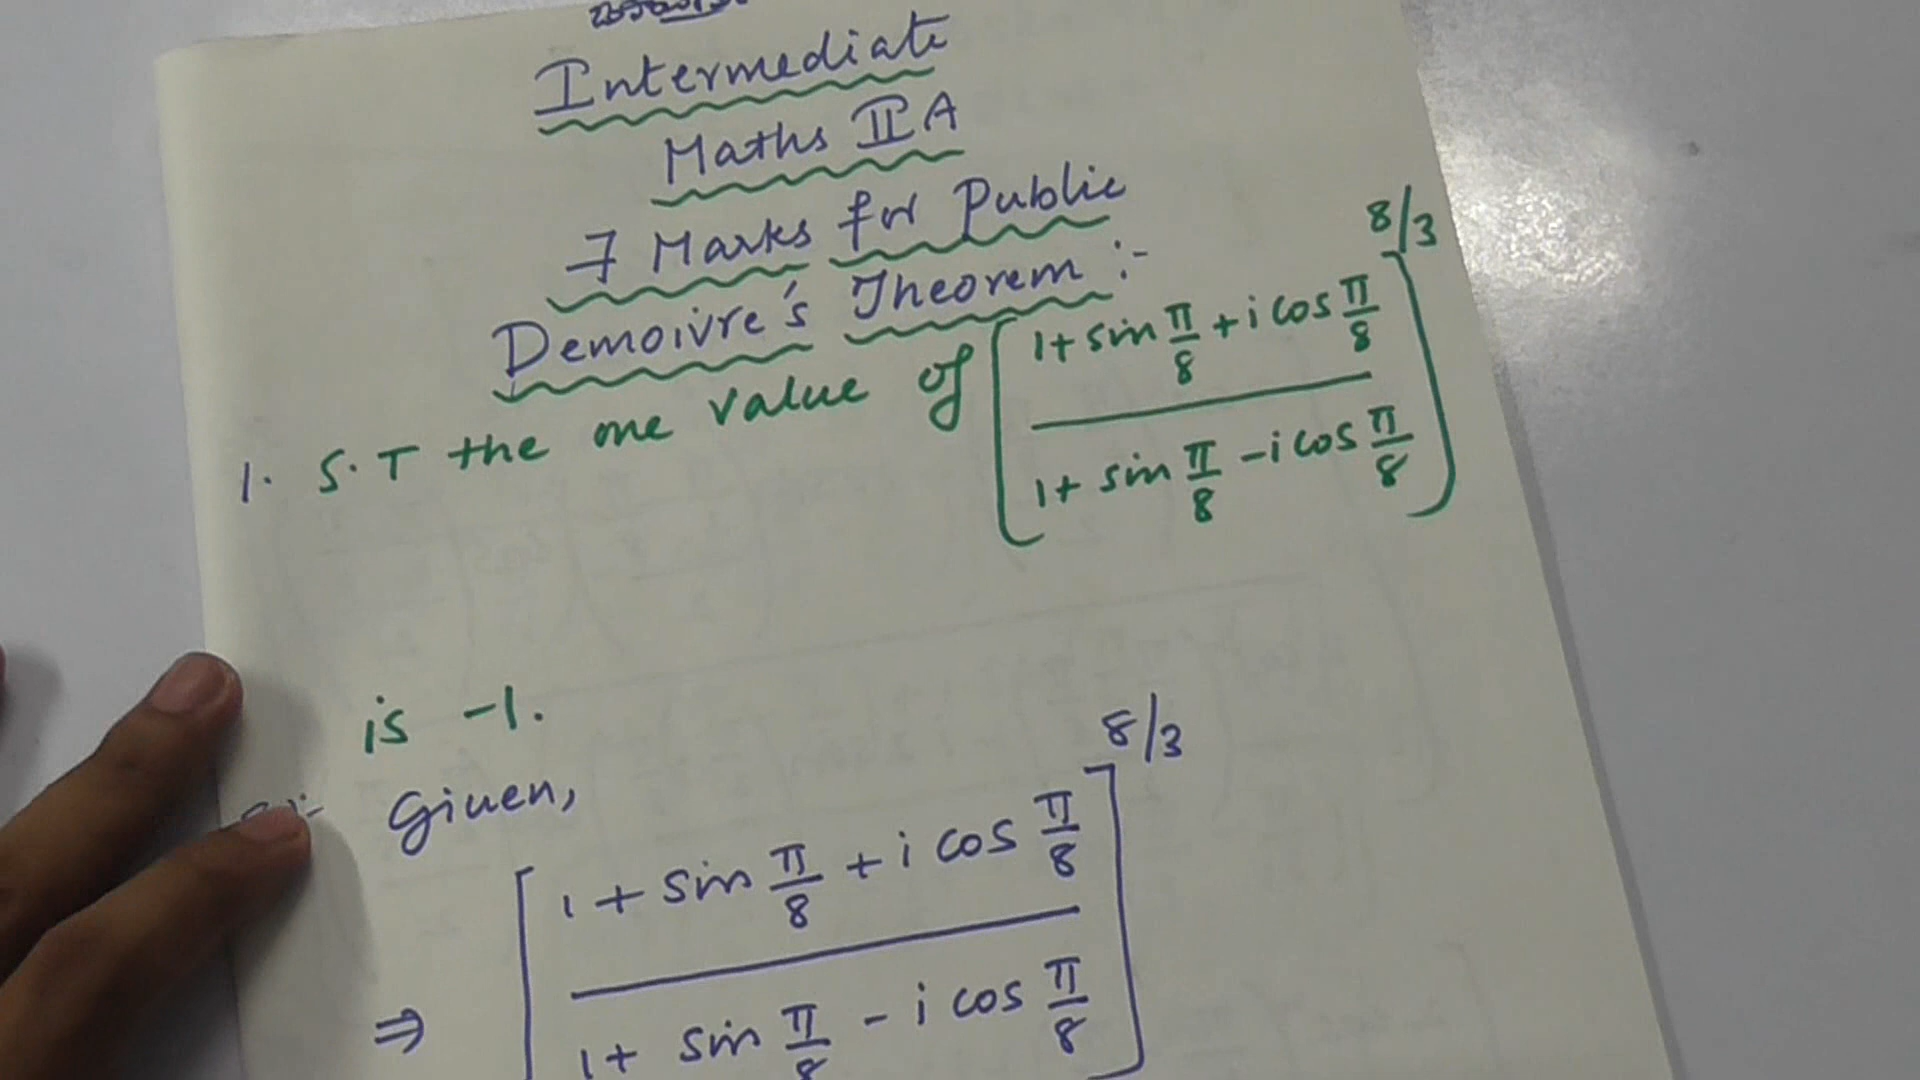 Intermediate
Maths II A
7 Marks for Public
Demoivre's Theorem :-
1. S.T the one value of [(1 + sin π/8 + i cos π/8) / (1 + sin π/8 - i cos π/8)]^8/3
is -1.
Given,
⇒ [(1 + sin π/8 + i cos π/8) / (1 + sin π/8 - i cos π/8)]^8/3